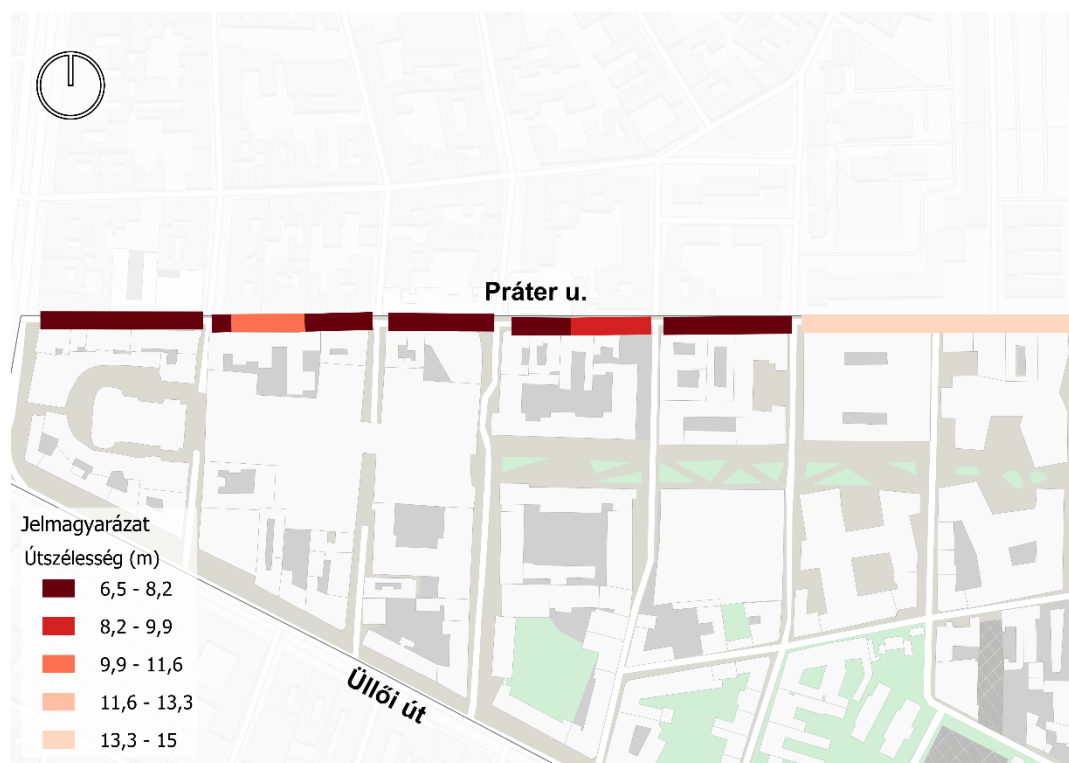 Práter u.
Üllői út
Jelmagyarázat
Útszélesség (m)
6,5 - 8,2
8,2 - 9,9
9,9 - 11,6
11,6 - 13,3
13,3 - 15